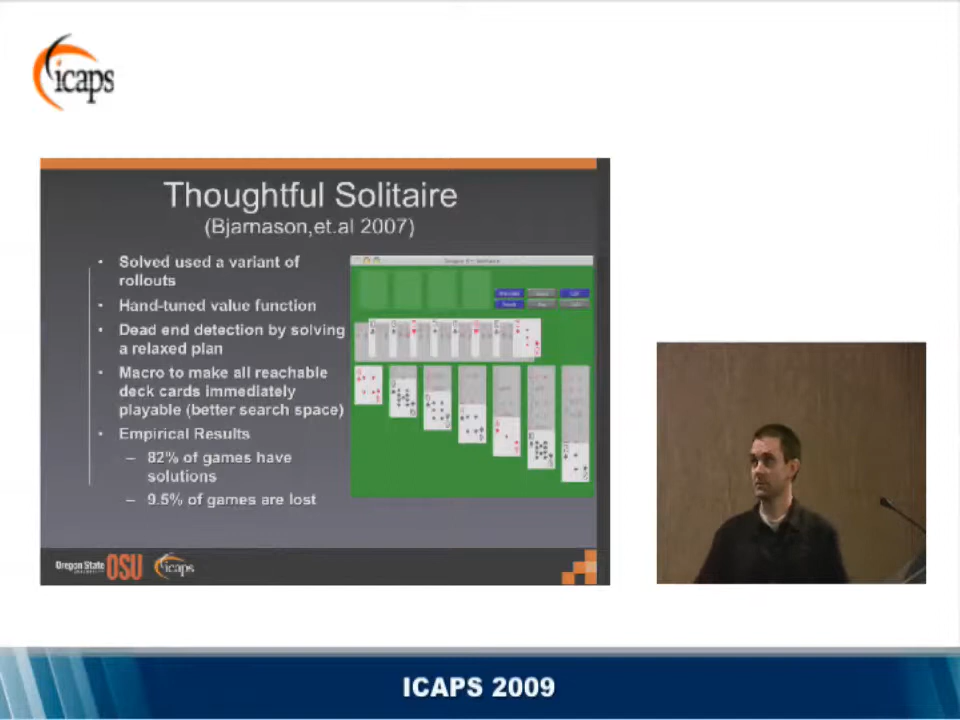 icaps
Thoughtful Solitaire
(Bjarnason,et.al 2007)
• Solved used a variant of
rollouts
• Hand-tuned value function
• Dead end detection by solving
a relaxed plan
• Macro to make all reachable
deck cards immediately
playable (better search space)
• Empirical Results
– 82% of games have
solutions
– 9.5% of games are lost
Oregon State
OSU
icaps
ICAPS 2009